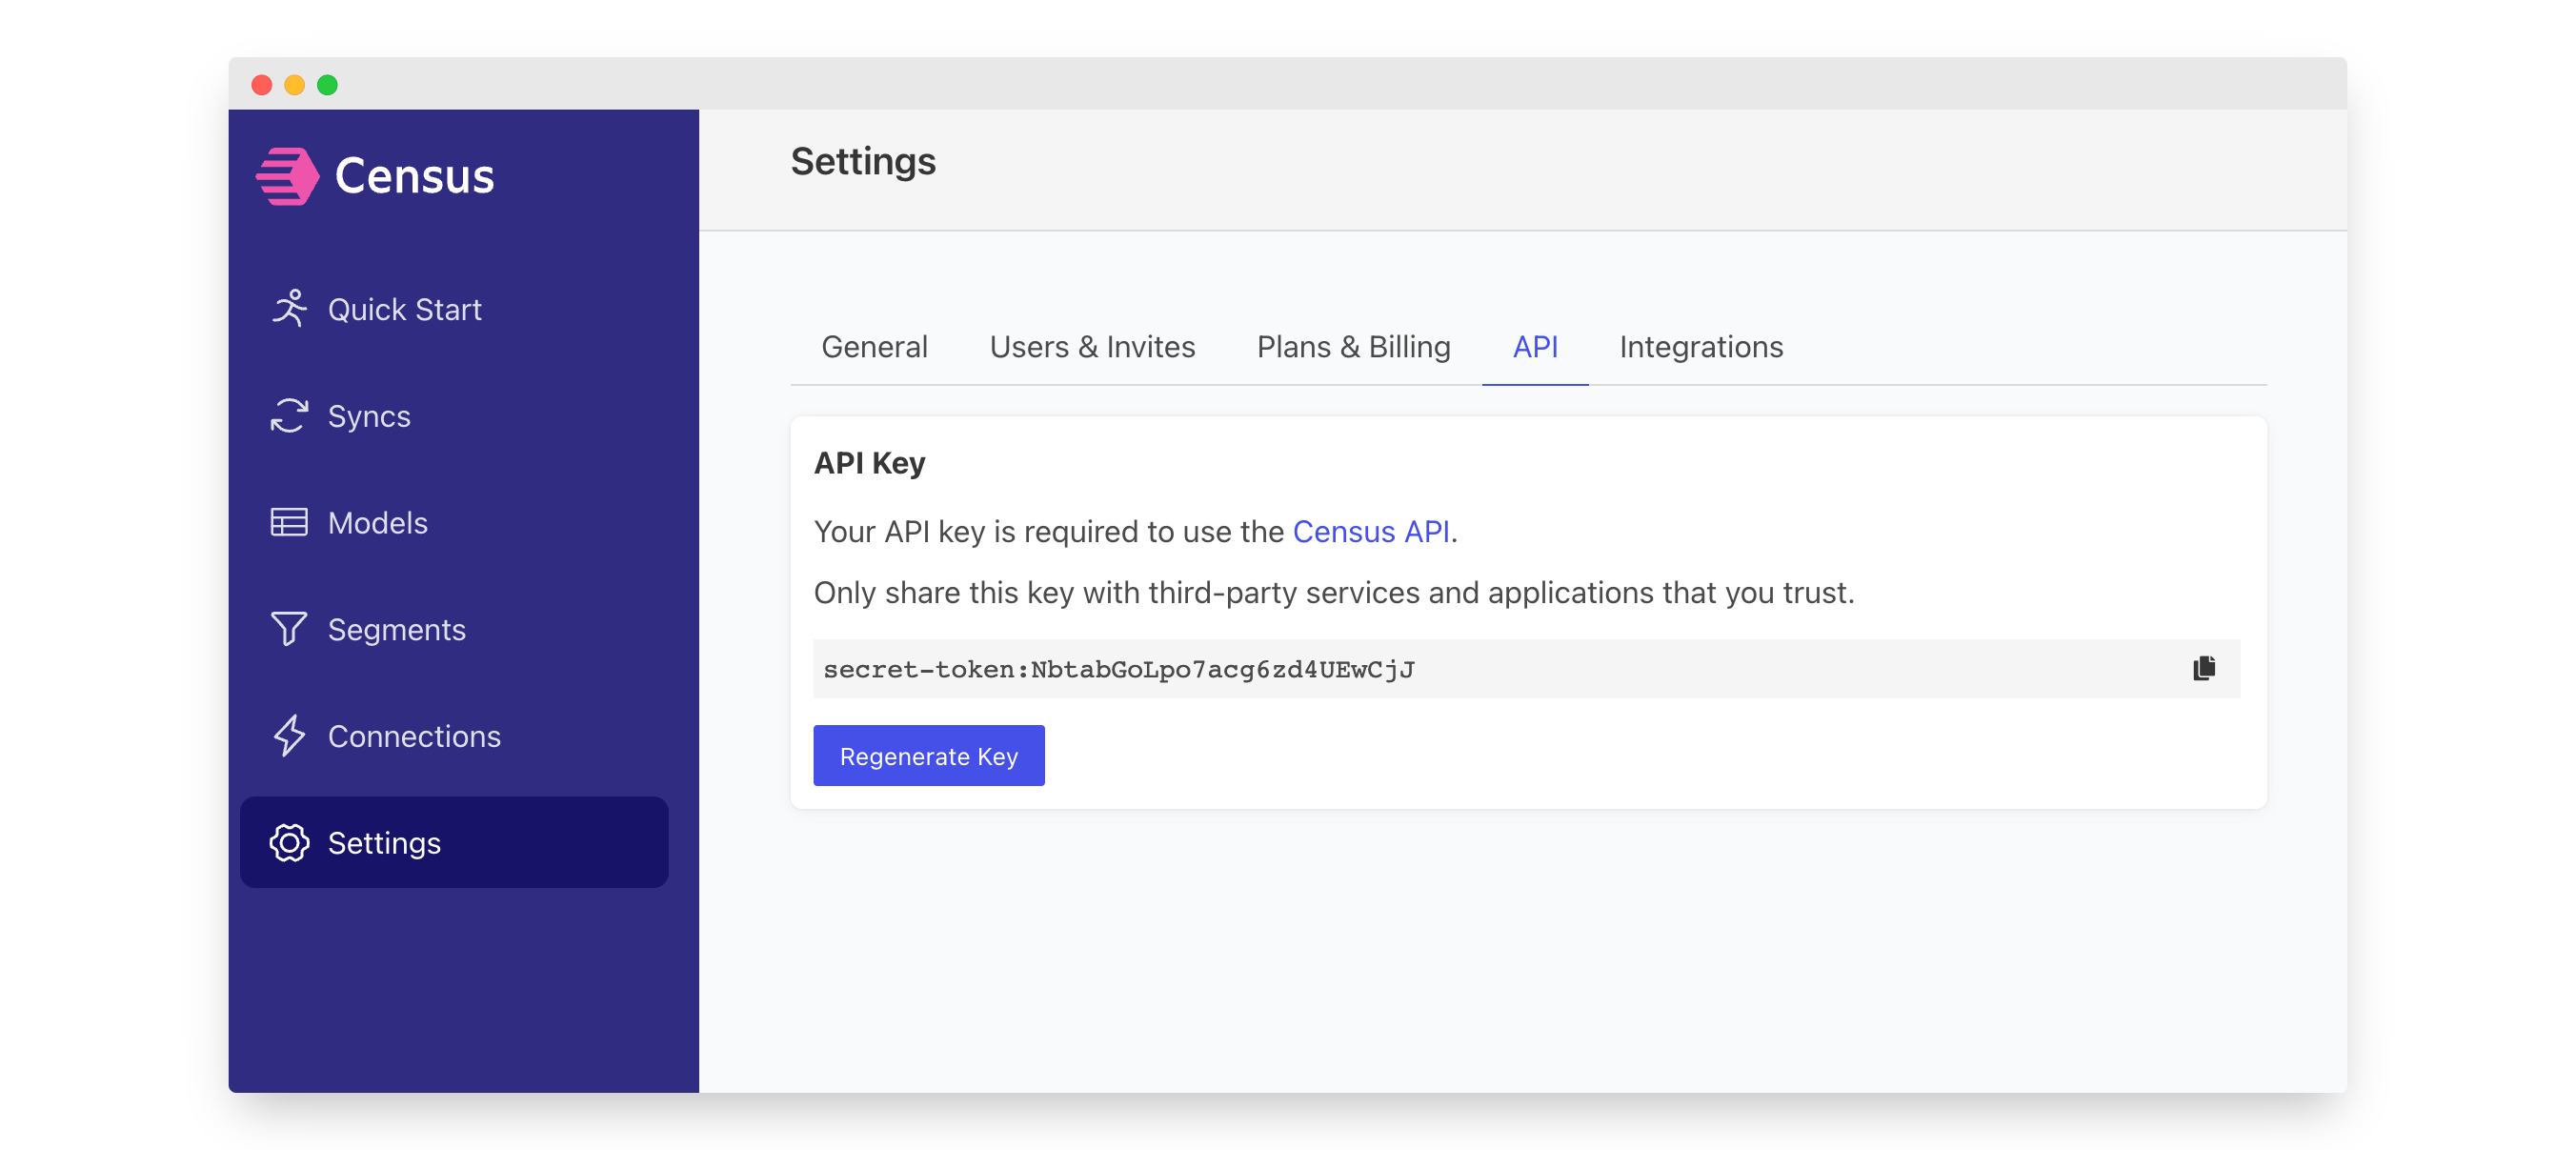 Census
Quick Start
Syncs
Models
Segments
Connections
Settings
Settings
General Users & Invites Plans & Billing API Integrations
API Key
Your API key is required to use the Census API.
Only share this key with third-party services and applications that you trust.
secret-token:NbtabGoLpo7acg6zd4UEwCjJ
Regenerate Key